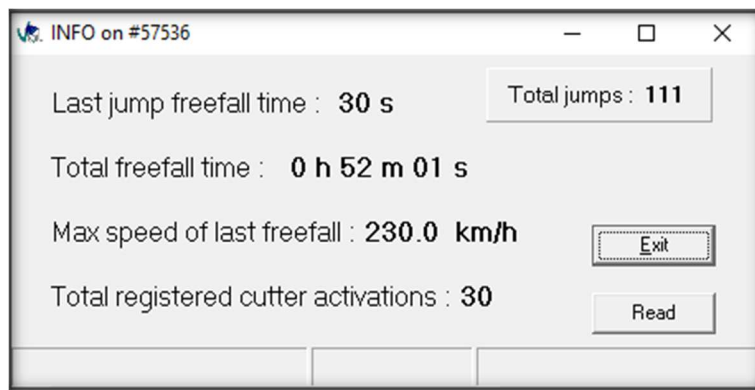 INFO on #57536
Last jump freefall time : 30 s
Total jumps : 111
Total freefall time : 0 h 52 m 01 s
Max speed of last freefall : 230.0 km/h
Exit
Total registered cutter activations : 30
Read